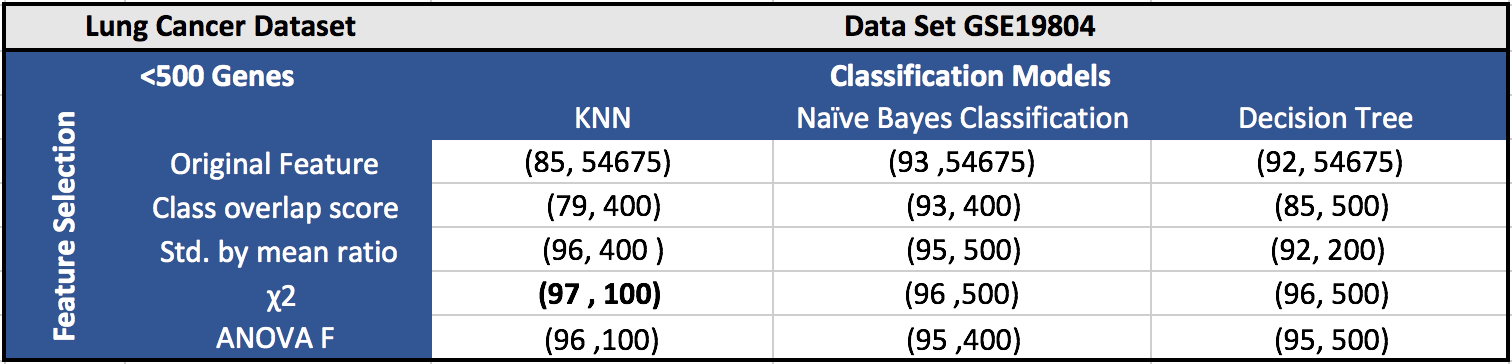 Lung Cancer Dataset Data Set GSE19804
<500 Genes Classification Models
Feature Selection
KNN Naïve Bayes Classification Decision Tree
Original Feature (85, 54675) (93 ,54675) (92, 54675)
Class overlap score (79, 400) (93, 400) (85, 500)
Std. by mean ratio (96, 400 ) (95, 500) (92, 200)
χ2 (97 , 100) (96 ,500) (96, 500)
ANOVA F (96 ,100) (95 ,400) (95, 500)